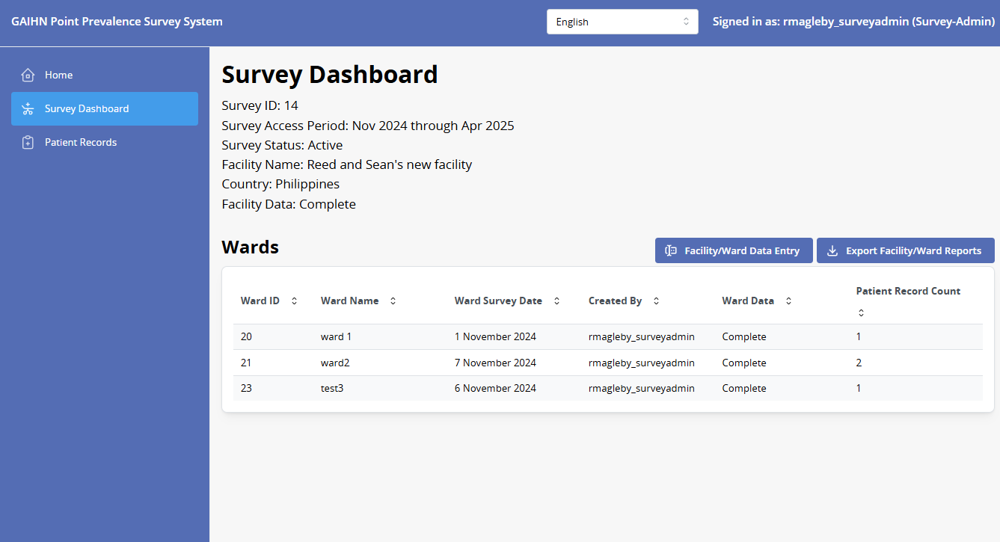 GAIHN Point Prevalence Survey System
English
Signed in as: rmagleby_surveyadmin (Survey-Admin)
Home
Survey Dashboard
Patient Records
Survey Dashboard
Survey ID: 14
Survey Access Period: Nov 2024 through Apr 2025
Survey Status: Active
Facility Name: Reed and Sean's new facility
Country: Philippines
Facility Data: Complete
Wards
Facility/Ward Data Entry
Export Facility/Ward Reports
Ward ID Ward Name Ward Survey Date Created By Ward Data Patient Record Count
20 ward 1 1 November 2024 rmagleby_surveyadmin Complete 1
21 ward2 7 November 2024 rmagleby_surveyadmin Complete 2
23 test3 6 November 2024 rmagleby_surveyadmin Complete 1